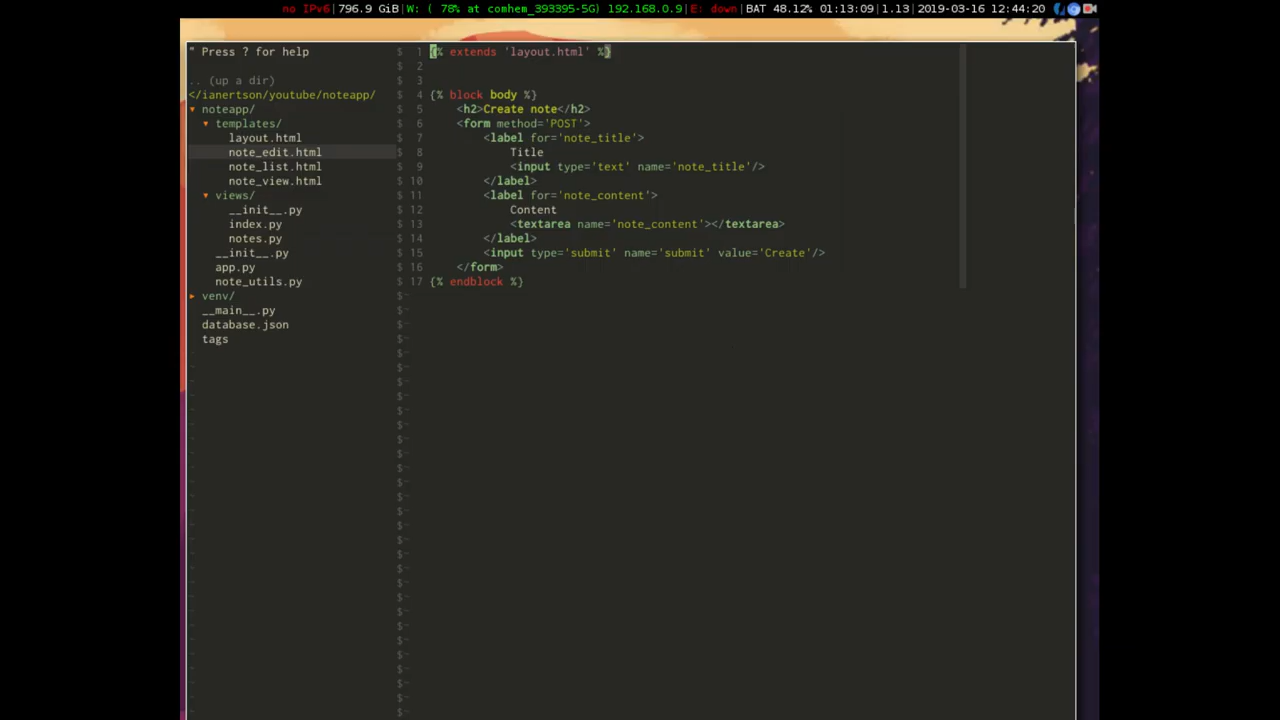 no IPv6|796.9 GiB|W: ( 78% at comhem_393395-5G) 192.168.0.9|E: down|BAT 48.12% 01:13:09|1.13|2019-03-16 12:44:20
" Press ? for help
.. (up a dir)
</ianertson/youtube/noteapp/
▾ noteapp/
▾ templates/
layout.html
note_edit.html
note_list.html
note_view.html
▾ views/
__init__.py
index.py
notes.py
__init__.py
app.py
note_utils.py
▸ venv/
__main__.py
database.json
tags
1 {% extends 'layout.html' %}
2
3
4 {% block body %}
5 <h2>Create note</h2>
6 <form method='POST'>
7 <label for='note_title'>
8 Title
9 <input type='text' name='note_title'/>
10 </label>
11 <label for='note_content'>
12 Content
13 <textarea name='note_content'></textarea>
14 </label>
15 <input type='submit' name='submit' value='Create'/>
16 </form>
17 {% endblock %}